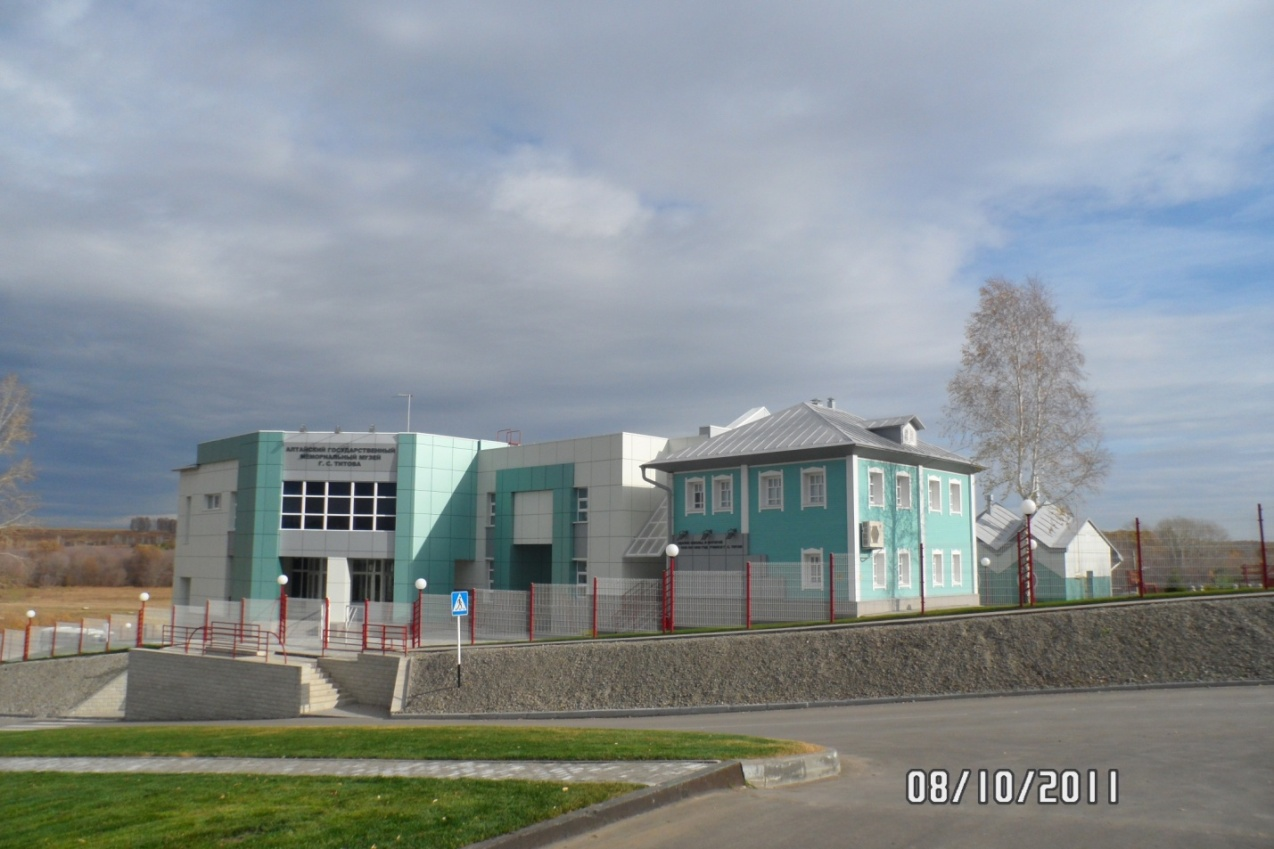 АЛТАЙСКИЙ ГОСУДАРСТВЕННЫЙ
МЕМОРИАЛЬНЫЙ МУЗЕЙ
Г. С. ТИТОВА
08/10/2011